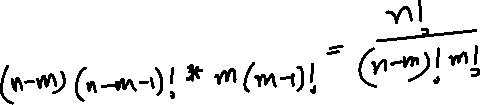 (n-m)(n-m-1)! * m(m-1)! = n! / (n-m)! m!